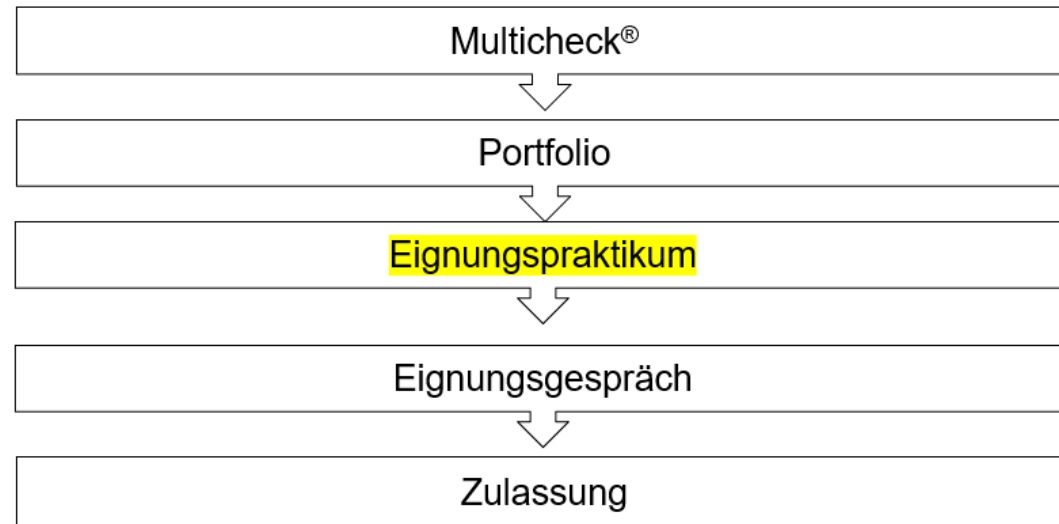 Multicheck®
Portfolio
Eignungspraktikum
Eignungsgespräch
Zulassung